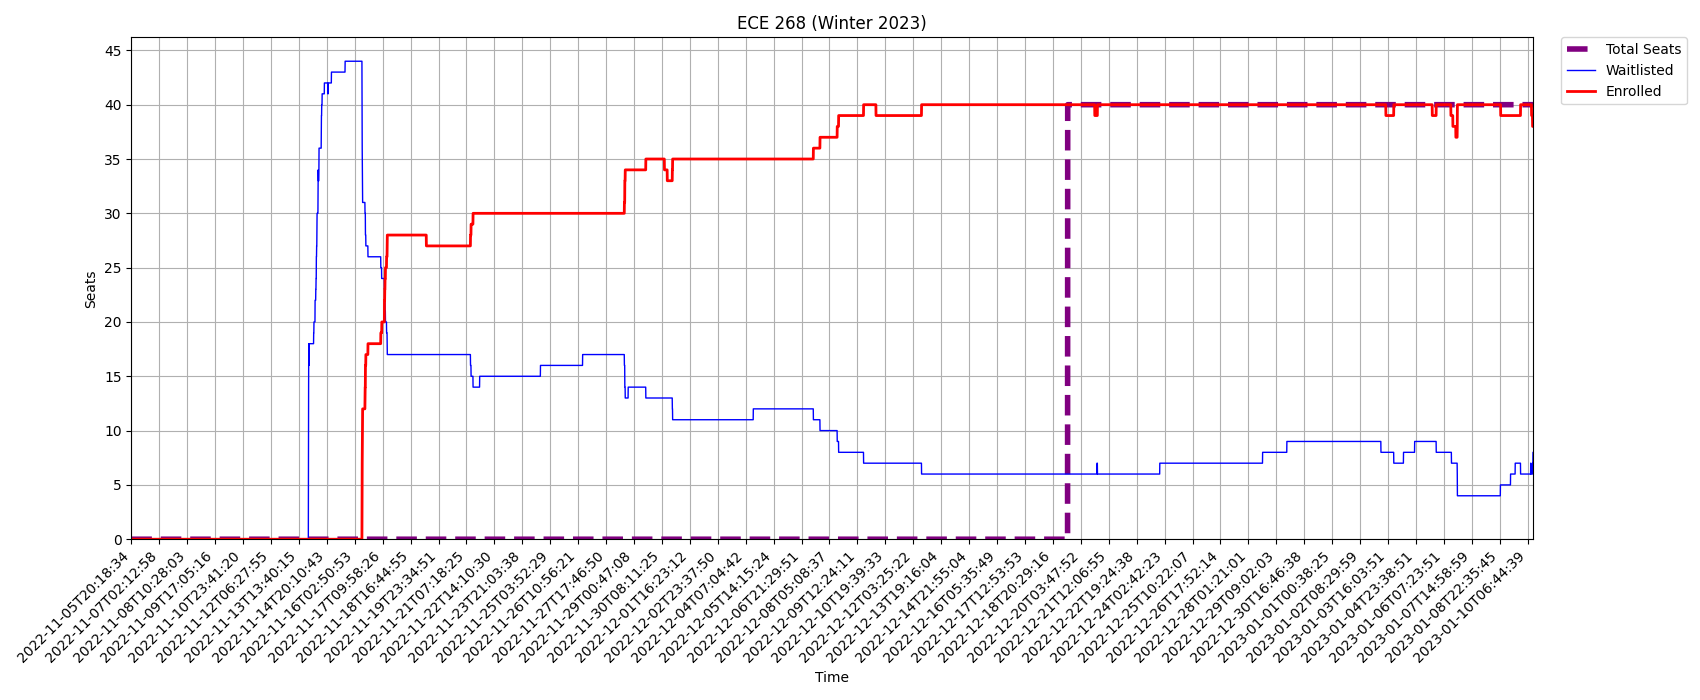 ECE 268 (Winter 2023)
Total Seats
Waitlisted
Enrolled
45
40
35
30
25
20
15
10
5
0
Seats
2022-11-05T20:18:34
2022-11-07T02:12:58
2022-11-08T10:28:03
2022-11-09T17:05:16
2022-11-10T23:41:20
2022-11-12T06:27:55
2022-11-13T13:40:15
2022-11-14T20:10:43
2022-11-16T02:50:53
2022-11-17T09:58:26
2022-11-18T16:44:55
2022-11-19T23:34:51
2022-11-21T07:18:25
2022-11-22T14:10:30
2022-11-23T21:03:38
2022-11-25T03:52:29
2022-11-26T10:56:21
2022-11-27T17:46:50
2022-11-29T00:47:08
2022-11-30T08:11:25
2022-12-01T16:23:12
2022-12-02T23:37:50
2022-12-04T07:04:42
2022-12-05T14:15:24
2022-12-06T21:29:51
2022-12-08T05:08:37
2022-12-09T12:24:11
2022-12-10T19:39:33
2022-12-12T03:25:22
2022-12-13T19:16:04
2022-12-14T21:55:04
2022-12-16T05:35:49
2022-12-17T12:53:53
2022-12-18T20:29:16
2022-12-20T03:47:52
2022-12-21T12:06:55
2022-12-22T19:24:38
2022-12-24T02:42:23
2022-12-25T10:22:07
2022-12-26T17:52:14
2022-12-28T01:21:01
2022-12-29T09:02:03
2022-12-30T16:46:38
2023-01-01T00:38:25
2023-01-02T08:29:59
2023-01-03T16:03:51
2023-01-04T23:38:51
2023-01-06T07:23:51
2023-01-07T14:58:59
2023-01-08T22:35:45
2023-01-10T06:44:39
Time